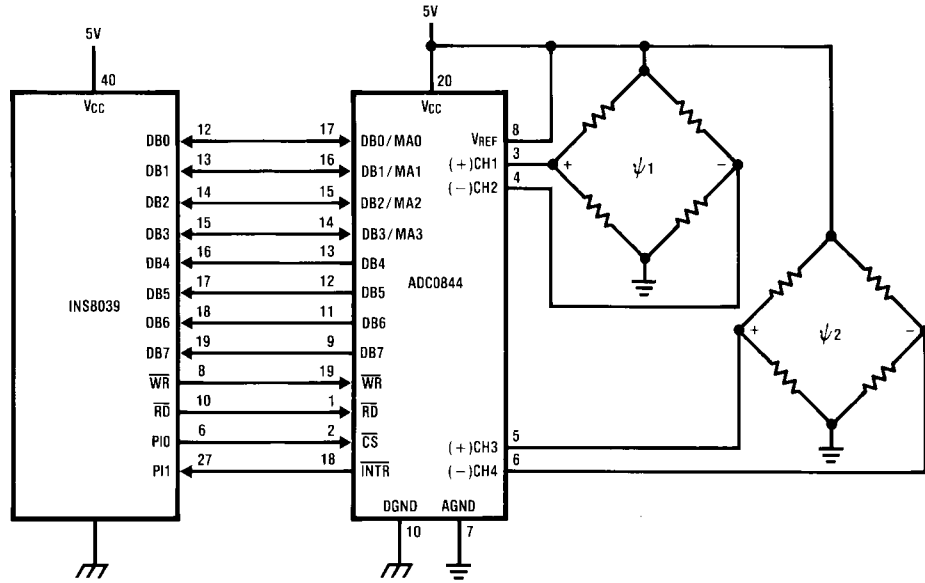 5V
5V
40
20
VCC
VCC
DB0 12 17 DB0/MA0
VREF 8
DB1 13 16 DB1/MA1
(+)CH1 3
(−)CH2 4
DB2 14 15 DB2/MA2
DB3 15 14 DB3/MA3
DB4 16 13 DB4
DB5 17 12 DB5
DB6 18 11 DB6
DB7 19 9 DB7
WR 8 19 WR
RD 10 1 RD
PI0 6 2 CS
PI1 27 18 INTR
(+)CH3 5
(−)CH4 6
INS8039
ADC0844
+ ψ1 −
+ ψ2 −
DGND AGND
10 7